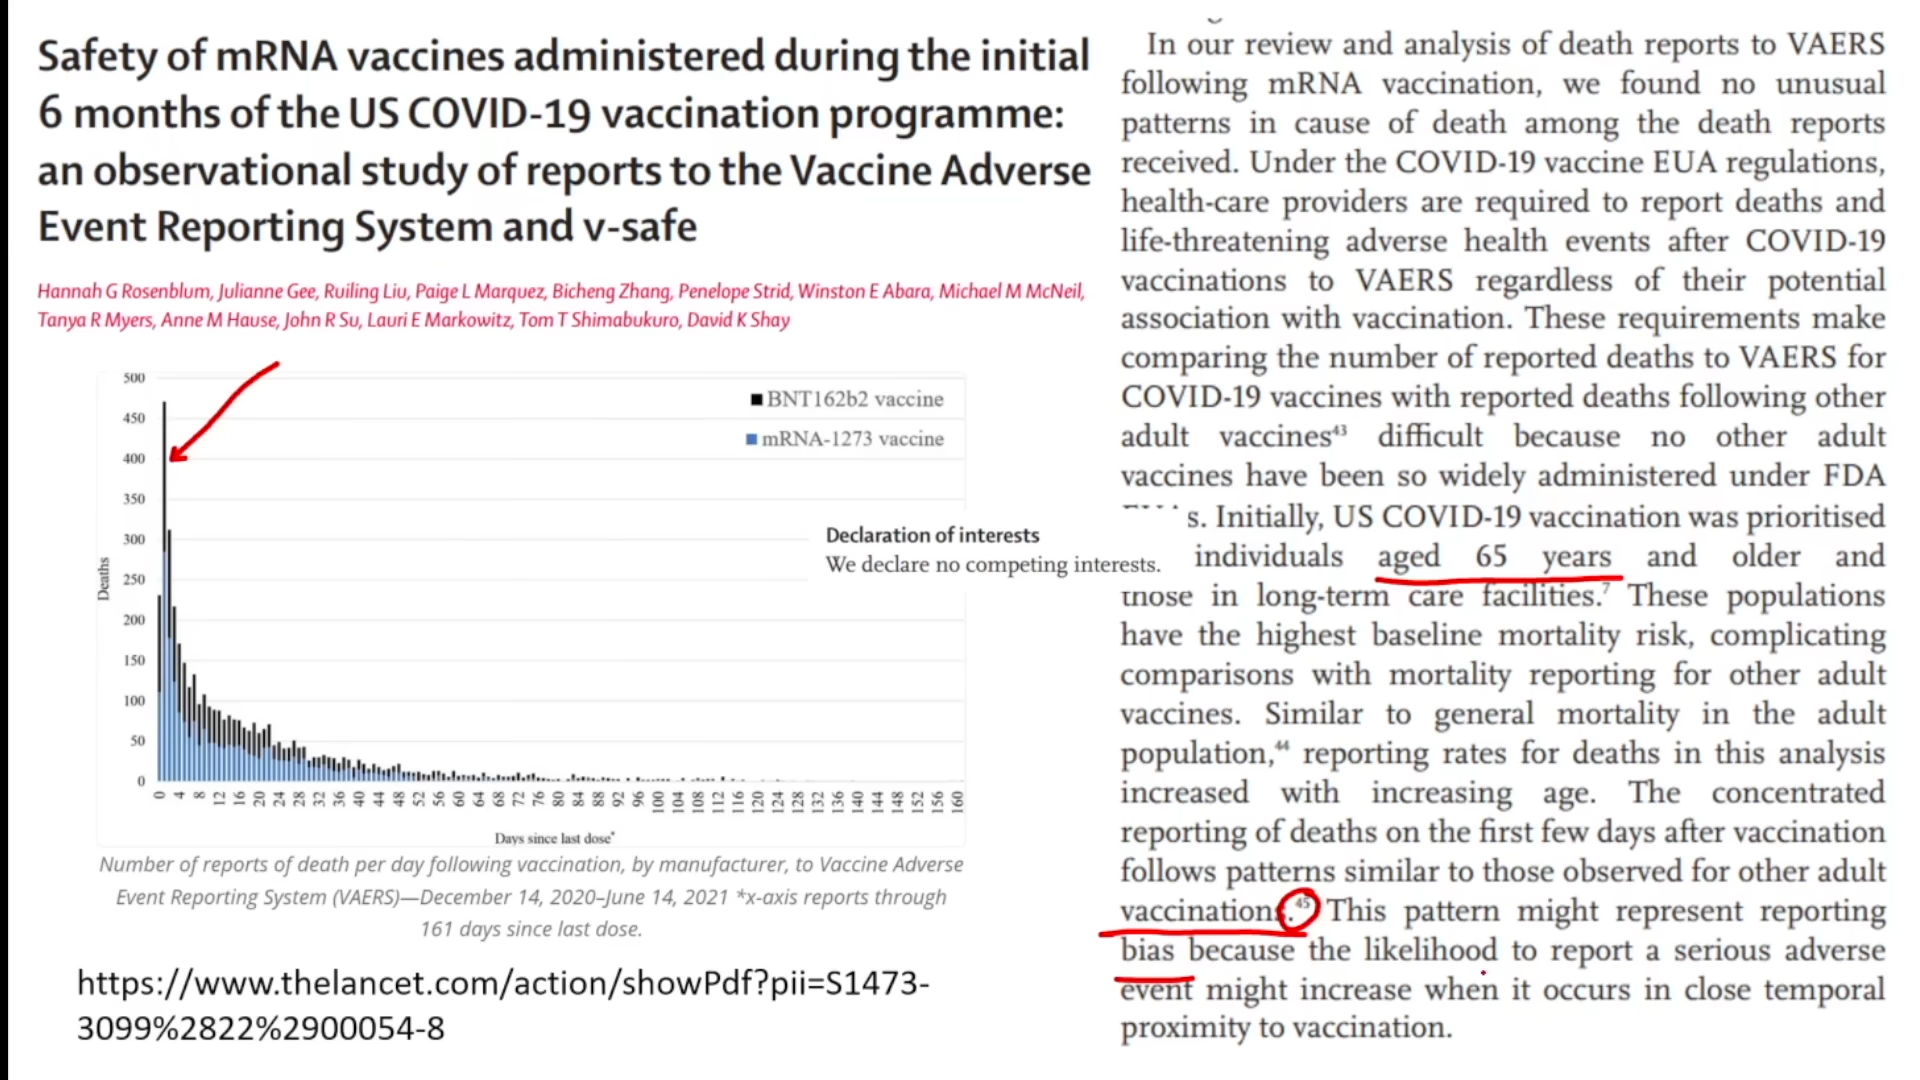 Safety of mRNA vaccines administered during the initial
6 months of the US COVID-19 vaccination programme:
an observational study of reports to the Vaccine Adverse
Event Reporting System and v-safe
Hannah G Rosenblum, Julianne Gee, Ruiling Liu, Paige L Marquez, Bicheng Zhang, Penelope Strid, Winston E Abara, Michael M McNeil,
Tanya R Myers, Anne M Hause, John R Su, Lauri E Markowitz, Tom T Shimabukuro, David K Shay
500
450
400
350
300
250
200
150
100
50
0
Deaths
BNT162b2 vaccine
mRNA-1273 vaccine
0 4 8 12 16 20 24 28 32 36 40 44 48 52 56 60 64 68 72 76 80 84 88 92 96 100 104 108 112 116 120 124 128 132 136 140 144 148 152 156 160
Days since last dose*
Number of reports of death per day following vaccination, by manufacturer, to Vaccine Adverse
Event Reporting System (VAERS)—December 14, 2020–June 14, 2021 *x-axis reports through
161 days since last dose.
https://www.thelancet.com/action/showPdf?pii=S1473-
3099%2822%2900054-8
Declaration of interests
We declare no competing interests.
In our review and analysis of death reports to VAERS
following mRNA vaccination, we found no unusual
patterns in cause of death among the death reports
received. Under the COVID-19 vaccine EUA regulations,
health-care providers are required to report deaths and
life-threatening adverse health events after COVID-19
vaccinations to VAERS regardless of their potential
association with vaccination. These requirements make
comparing the number of reported deaths to VAERS for
COVID-19 vaccines with reported deaths following other
adult vaccines⁴³ difficult because no other adult
vaccines have been so widely administered under FDA
s. Initially, US COVID-19 vaccination was prioritised
individuals aged 65 years and older and
those in long-term care facilities.⁷ These populations
have the highest baseline mortality risk, complicating
comparisons with mortality reporting for other adult
vaccines. Similar to general mortality in the adult
population,⁴⁴ reporting rates for deaths in this analysis
increased with increasing age. The concentrated
reporting of deaths on the first few days after vaccination
follows patterns similar to those observed for other adult
vaccinations.⁴⁵ This pattern might represent reporting
bias because the likelihood to report a serious adverse
event might increase when it occurs in close temporal
proximity to vaccination.